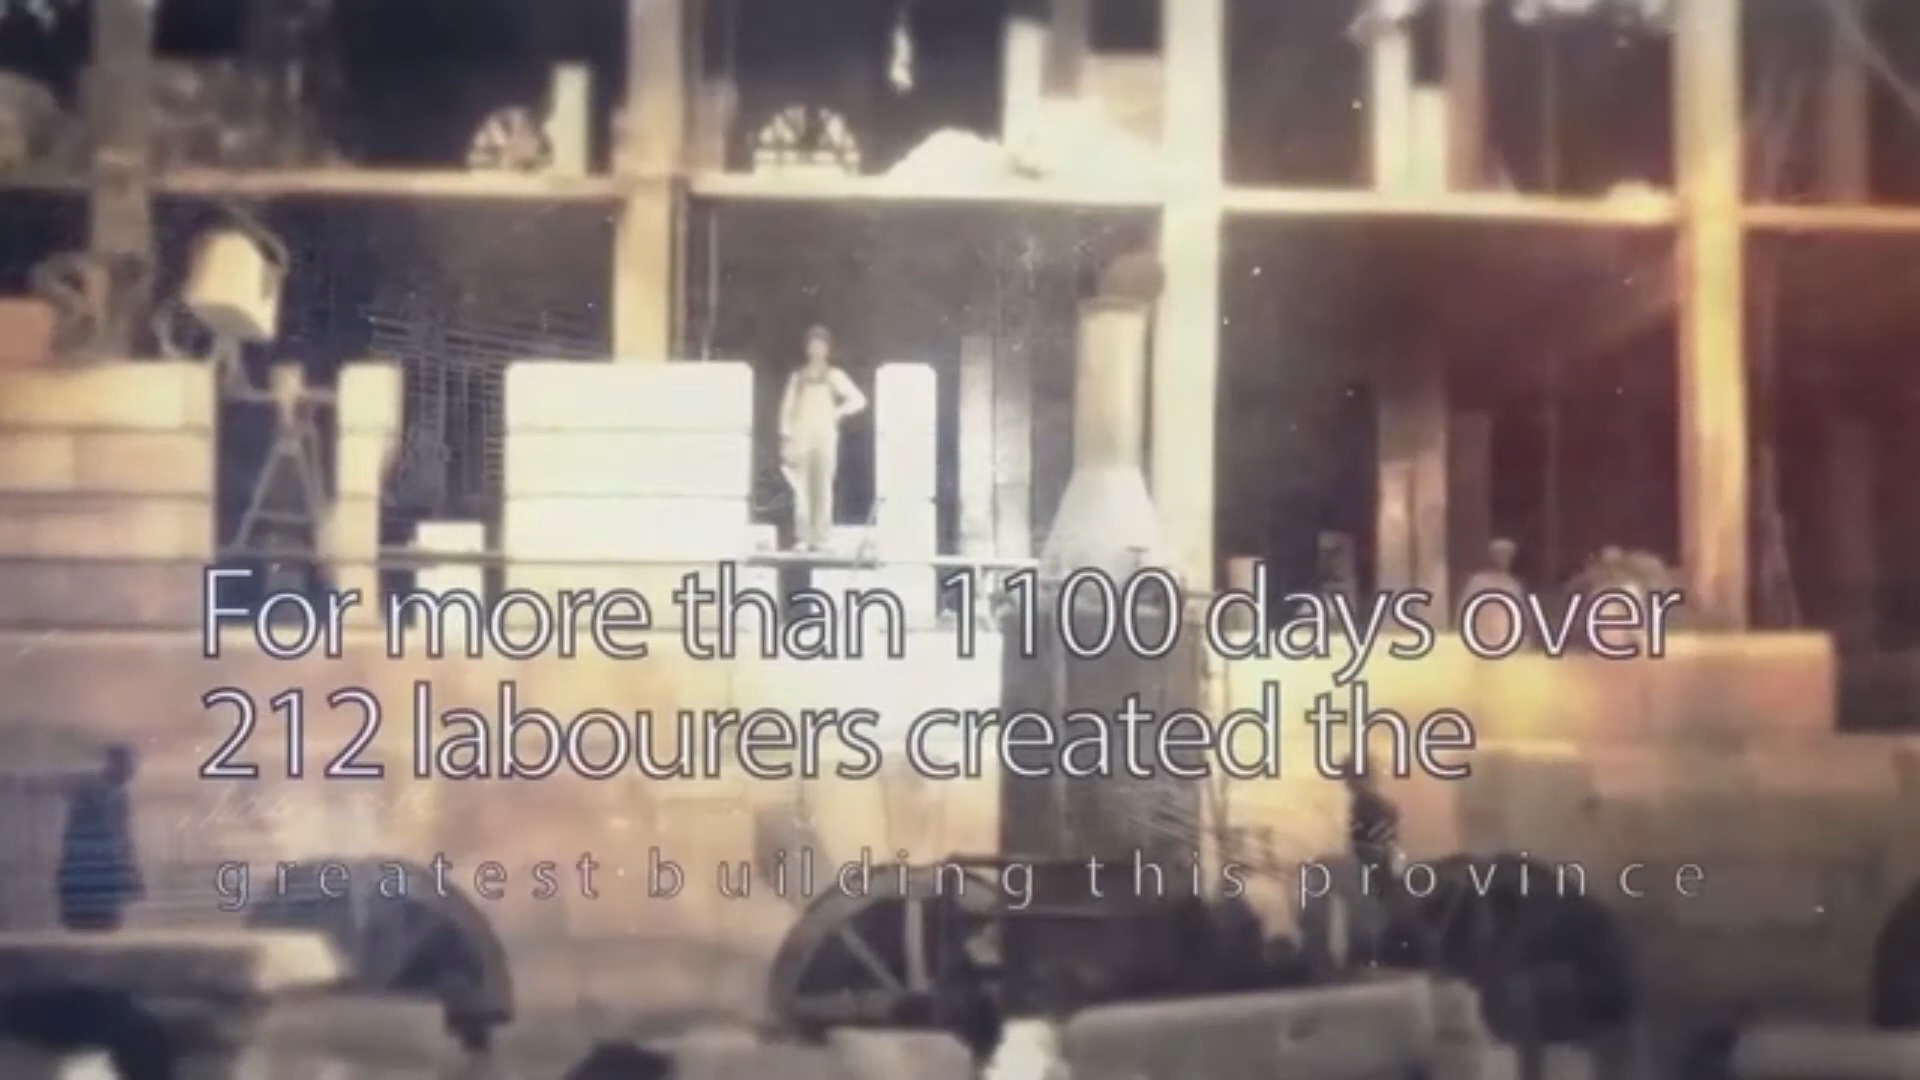 For more than 1100 days over
212 labourers created the
greatest building this province